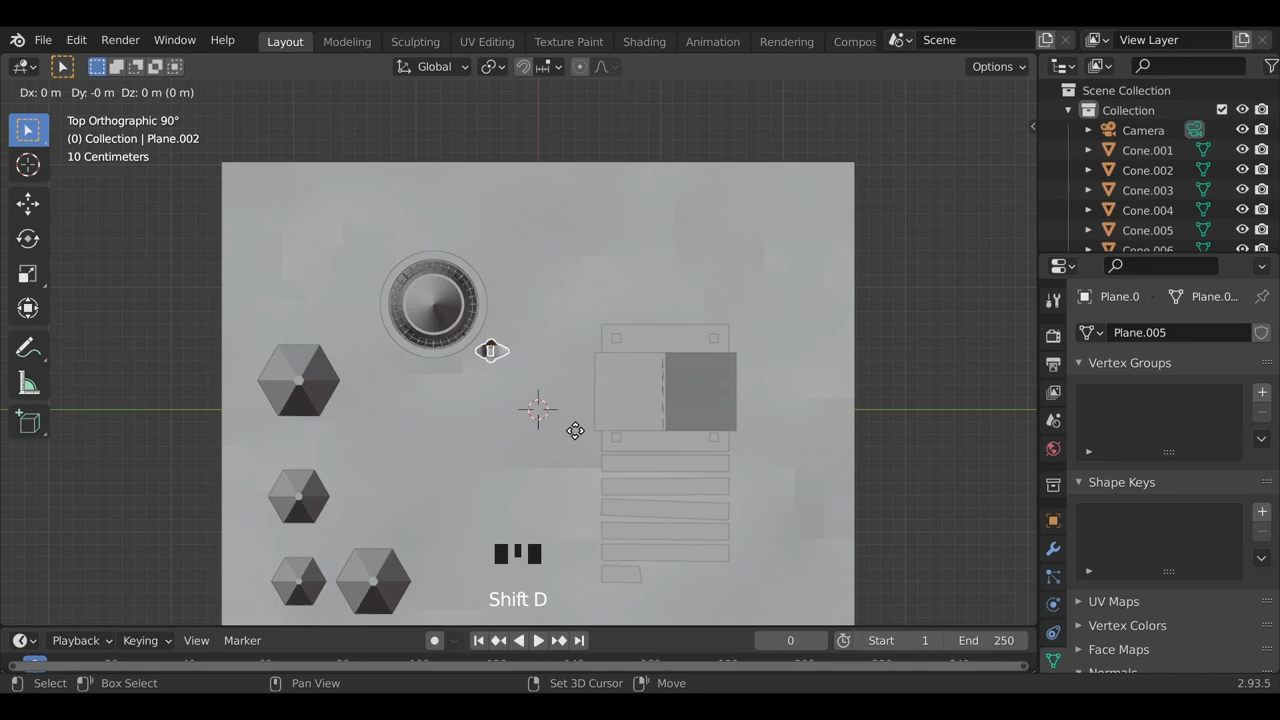 File Edit Render Window Help Layout Modeling Sculpting UV Editing Texture Paint Shading Animation Rendering Compos Scene View Layer
Global Options
Dx: 0 m Dy: -0 m Dz: 0 m (0 m)
Scene Collection
Collection
Top Orthographic 90°
(0) Collection | Plane.002
10 Centimeters
Camera
Cone.001
Cone.002
Cone.003
Cone.004
Cone.005
Cone.006
Plane.0 Plane.0...
Plane.005
Vertex Groups
Shape Keys
Shift D
UV Maps
Vertex Colors
Face Maps
Normals
Playback Keying View Marker 0 Start 1 End 250
Select Box Select Pan View Set 3D Cursor Move 2.93.5